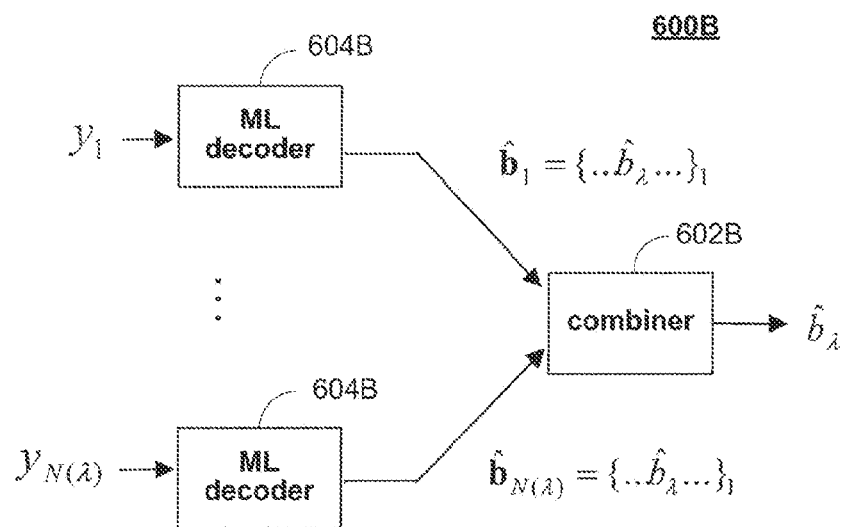 600B
604B
ML
decoder
y₁
b̂₁ = {..b̂_λ...}₁
602B
combiner
b̂_λ
604B
ML
decoder
y_N(λ)
b̂_N(λ) = {..b̂_λ...}₁